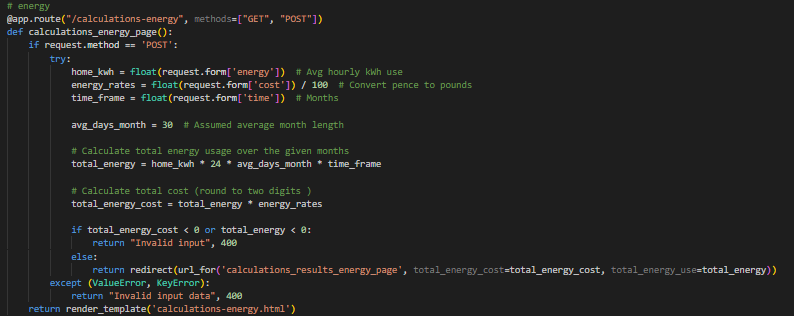 # energy
@app.route("/calculations-energy", methods=["GET", "POST"])
def calculations_energy_page():
    if request.method == 'POST':
        try:
            home_kwh = float(request.form['energy'])  # Avg hourly kWh use
            energy_rates = float(request.form['cost']) / 100  # Convert pence to pounds
            time_frame = float(request.form['time'])  # Months

            avg_days_month = 30  # Assumed average month length

            # Calculate total energy usage over the given months
            total_energy = home_kwh * 24 * avg_days_month * time_frame

            # Calculate total cost (round to two digits )
            total_energy_cost = total_energy * energy_rates

            if total_energy_cost < 0 or total_energy < 0:
                return "Invalid input", 400
            else:
                return redirect(url_for('calculations_results_energy_page', total_energy_cost=total_energy_cost, total_energy_use=total_energy))
        except (ValueError, KeyError):
            return "Invalid input data", 400
    return render_template('calculations-energy.html')